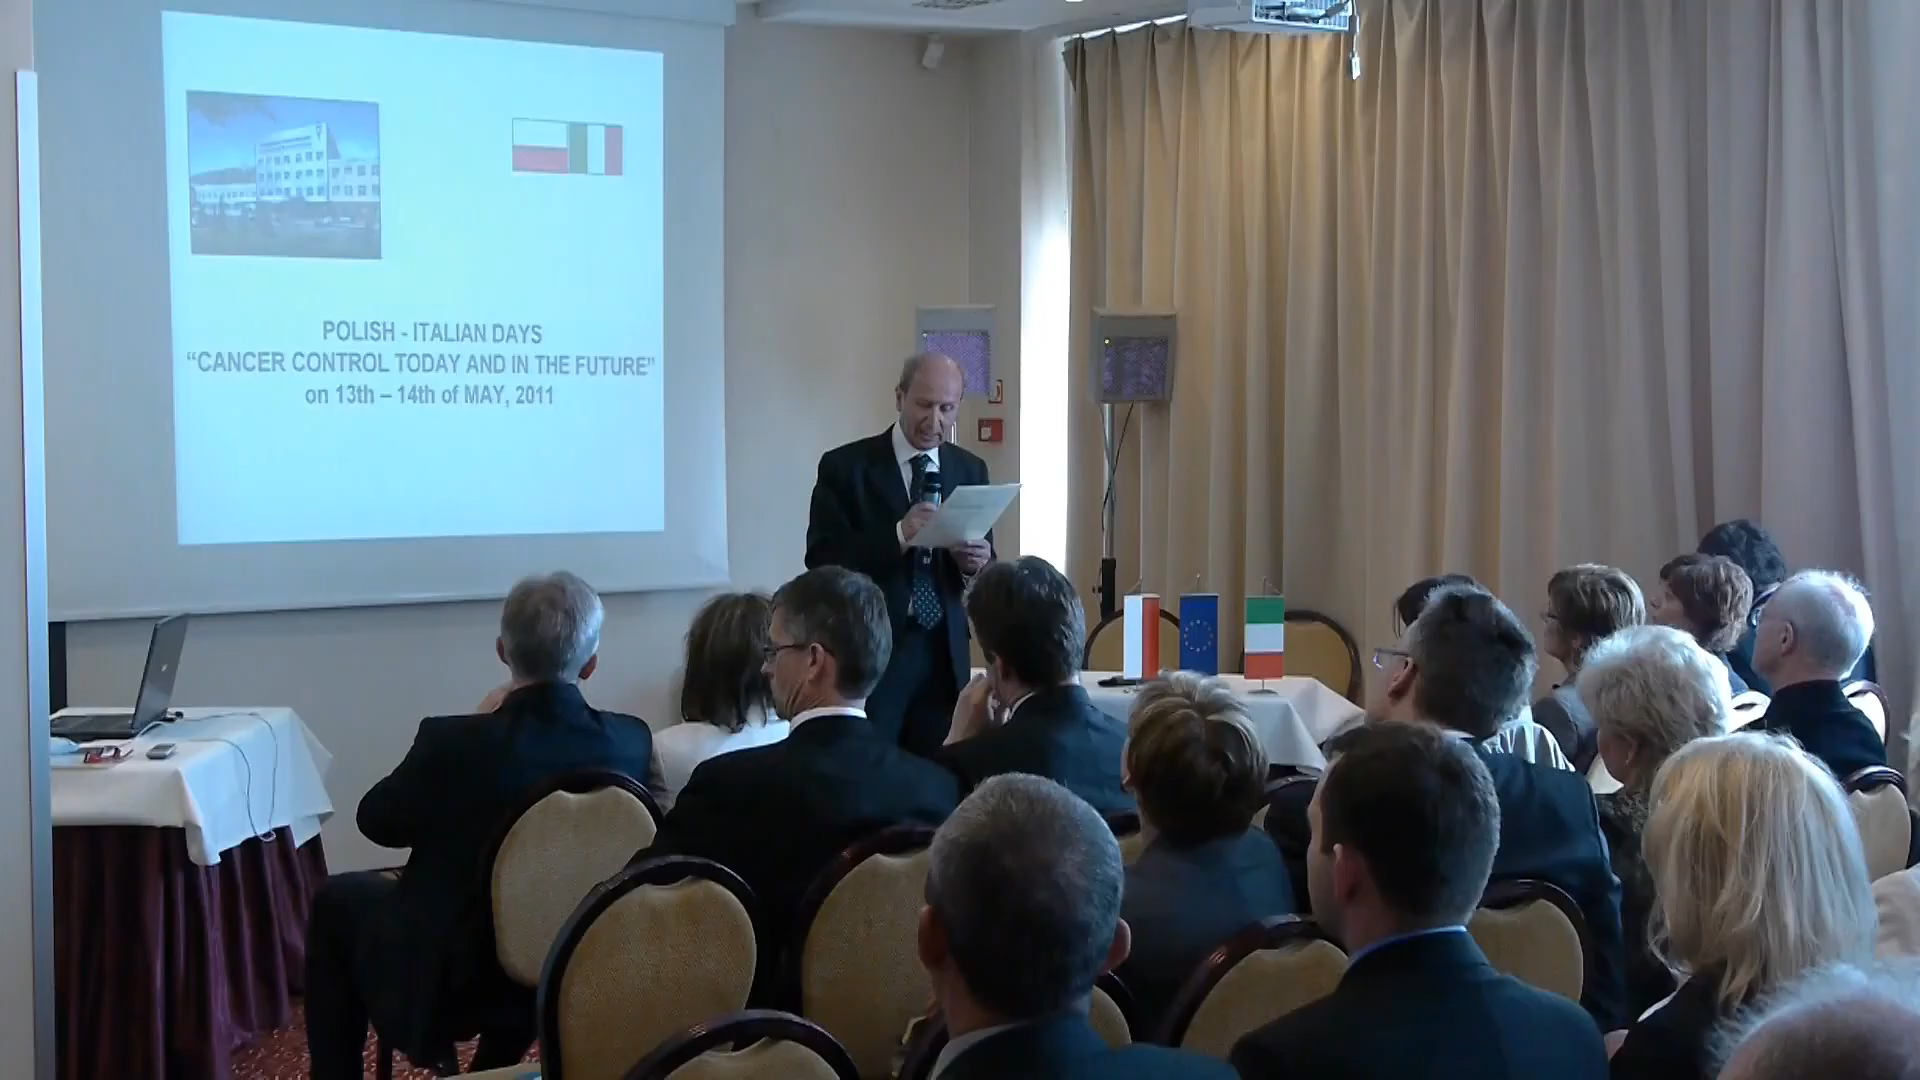 POLISH - ITALIAN DAYS
“CANCER CONTROL TODAY AND IN THE FUTURE”
on 13th – 14th of MAY, 2011